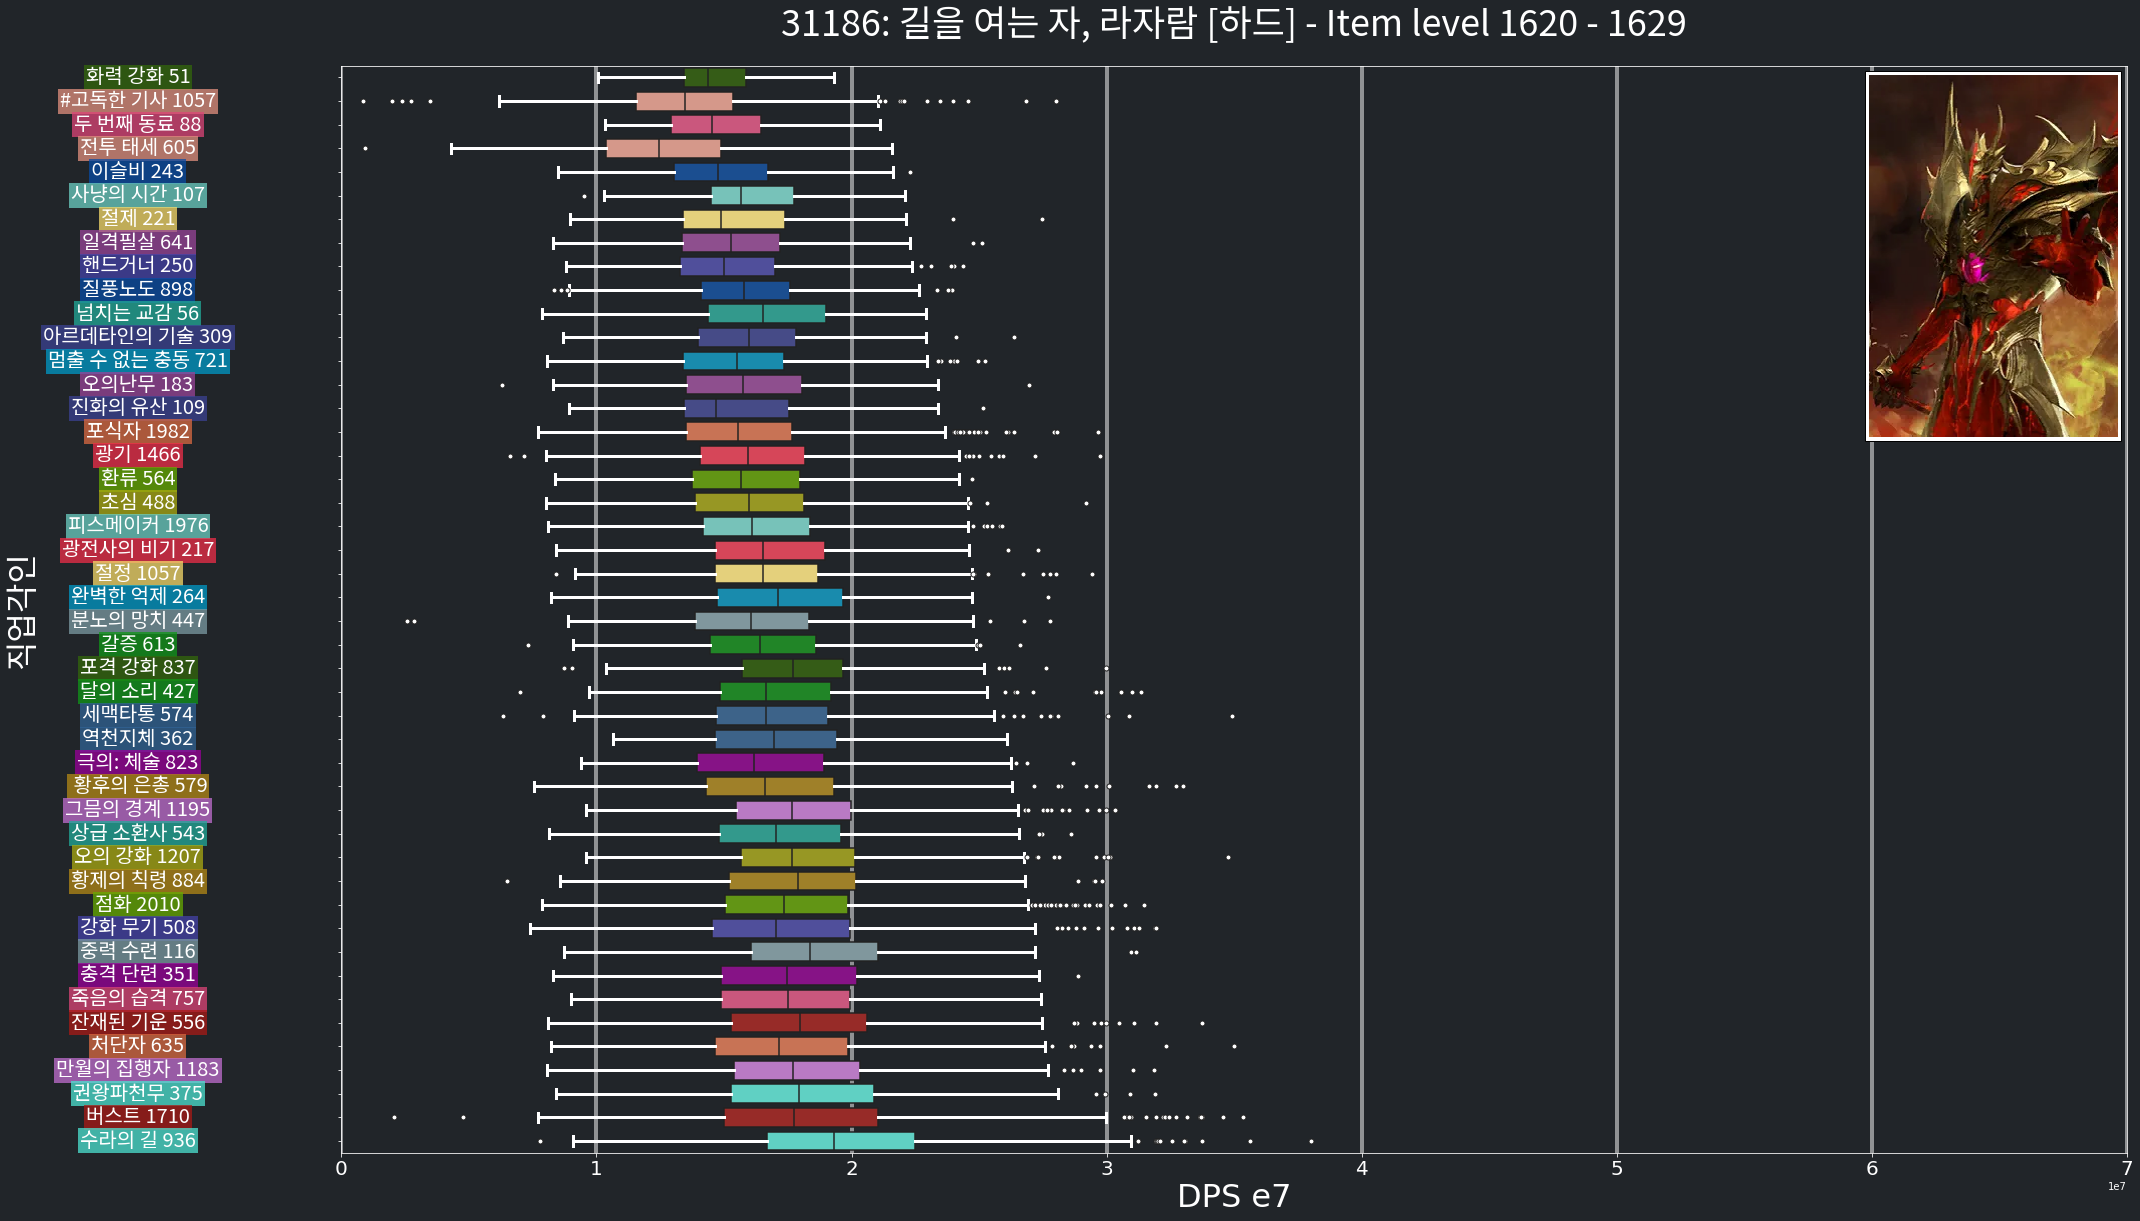 31186: 길을 여는 자, 라자람 [하드] - Item level 1620 - 1629
직업각인
화력 강화 51
#고독한 기사 1057
두 번째 동료 88
전투 태세 605
이슬비 243
사냥의 시간 107
절제 221
일격필살 641
핸드거너 250
질풍노도 898
넘치는 교감 56
아르데타인의 기술 309
멈출 수 없는 충동 721
오의난무 183
진화의 유산 109
포식자 1982
광기 1466
환류 564
초심 488
피스메이커 1976
광전사의 비기 217
절정 1057
완벽한 억제 264
분노의 망치 447
갈증 613
포격 강화 837
달의 소리 427
세맥타통 574
역천지체 362
극의: 체술 823
황후의 은총 579
그믐의 경계 1195
상급 소환사 543
오의 강화 1207
황제의 칙령 884
점화 2010
강화 무기 508
중력 수련 116
충격 단련 351
죽음의 습격 757
잔재된 기운 556
처단자 635
만월의 집행자 1183
권왕파천무 375
버스트 1710
수라의 길 936
0 1 2 3 4 5 6 7
1e7
DPS e7